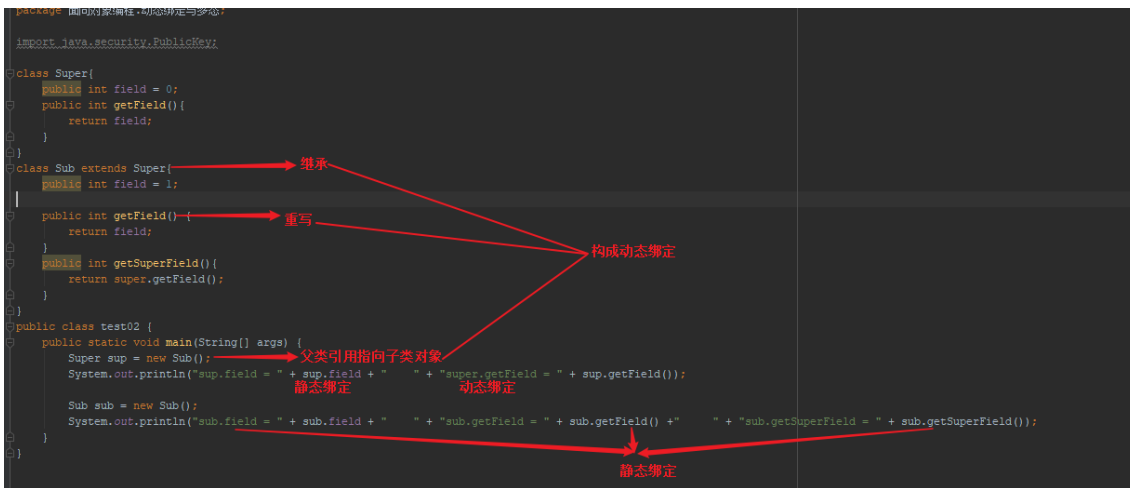 package 面向对象编程.动态绑定与多态;
import java.security.PublicKey;
class Super{
public int field = 0;
public int getField(){
return field;
}
}
class Sub extends Super{ 继承
public int field = 1;
public int getField() { 重写
return field;
构成动态绑定
}
public int getSuperField(){
return super.getField();
}
}
public class test02 {
public static void main(String[] args) {
Super sup = new Sub(); 父类引用指向子类对象
System.out.println("sup.field = " + sup.field + "    " + "super.getField = " + sup.getField());
静态绑定 动态绑定
Sub sub = new Sub();
System.out.println("sub.field = " + sub.field + "    " + "sub.getField = " + sub.getField() +"    " + "sub.getSuperField = " + sub.getSuperField());
}
}
静态绑定